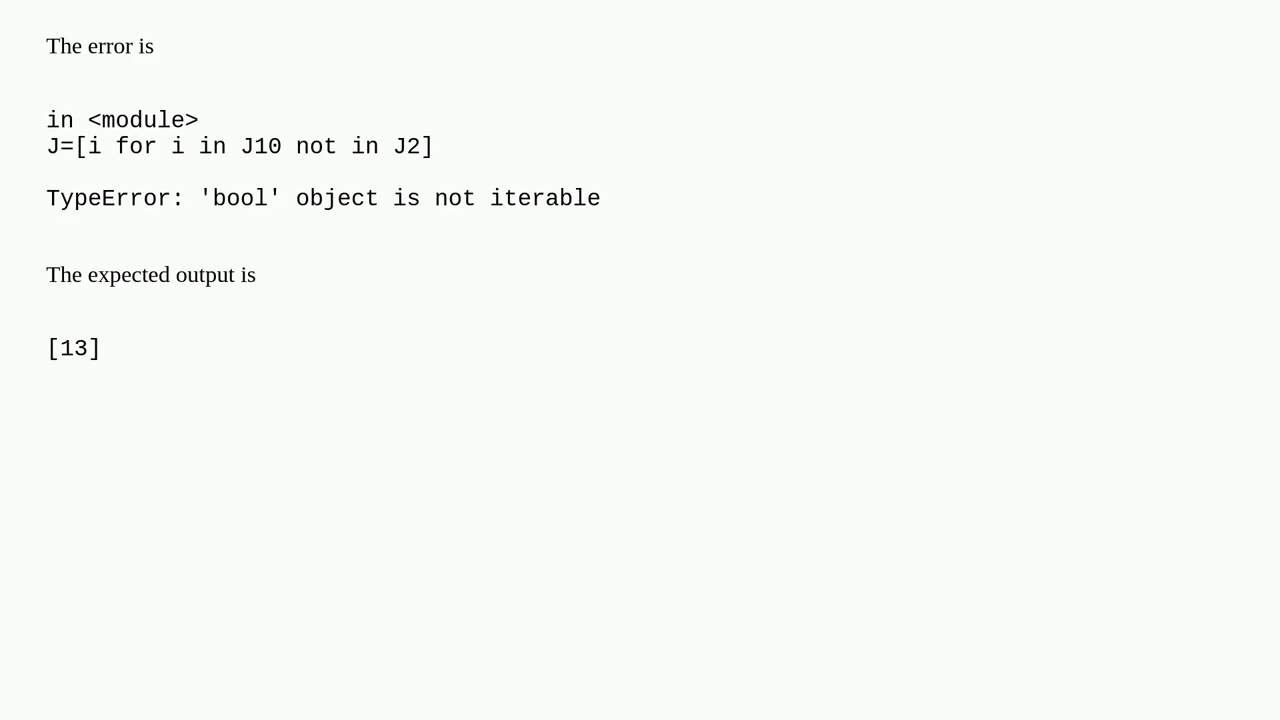 The error is
in <module>
J=[i for i in J10 not in J2]
TypeError: 'bool' object is not iterable
The expected output is
[13]